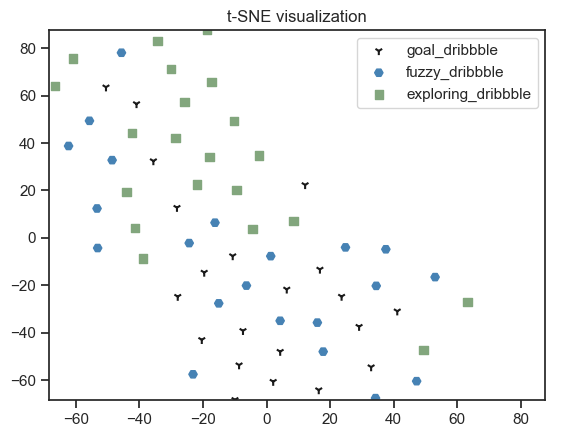 t-SNE visualization
goal_dribbble
fuzzy_dribbble
exploring_dribbble
80
60
40
20
0
−20
−40
−60
−60 −40 −20 0 20 40 60 80